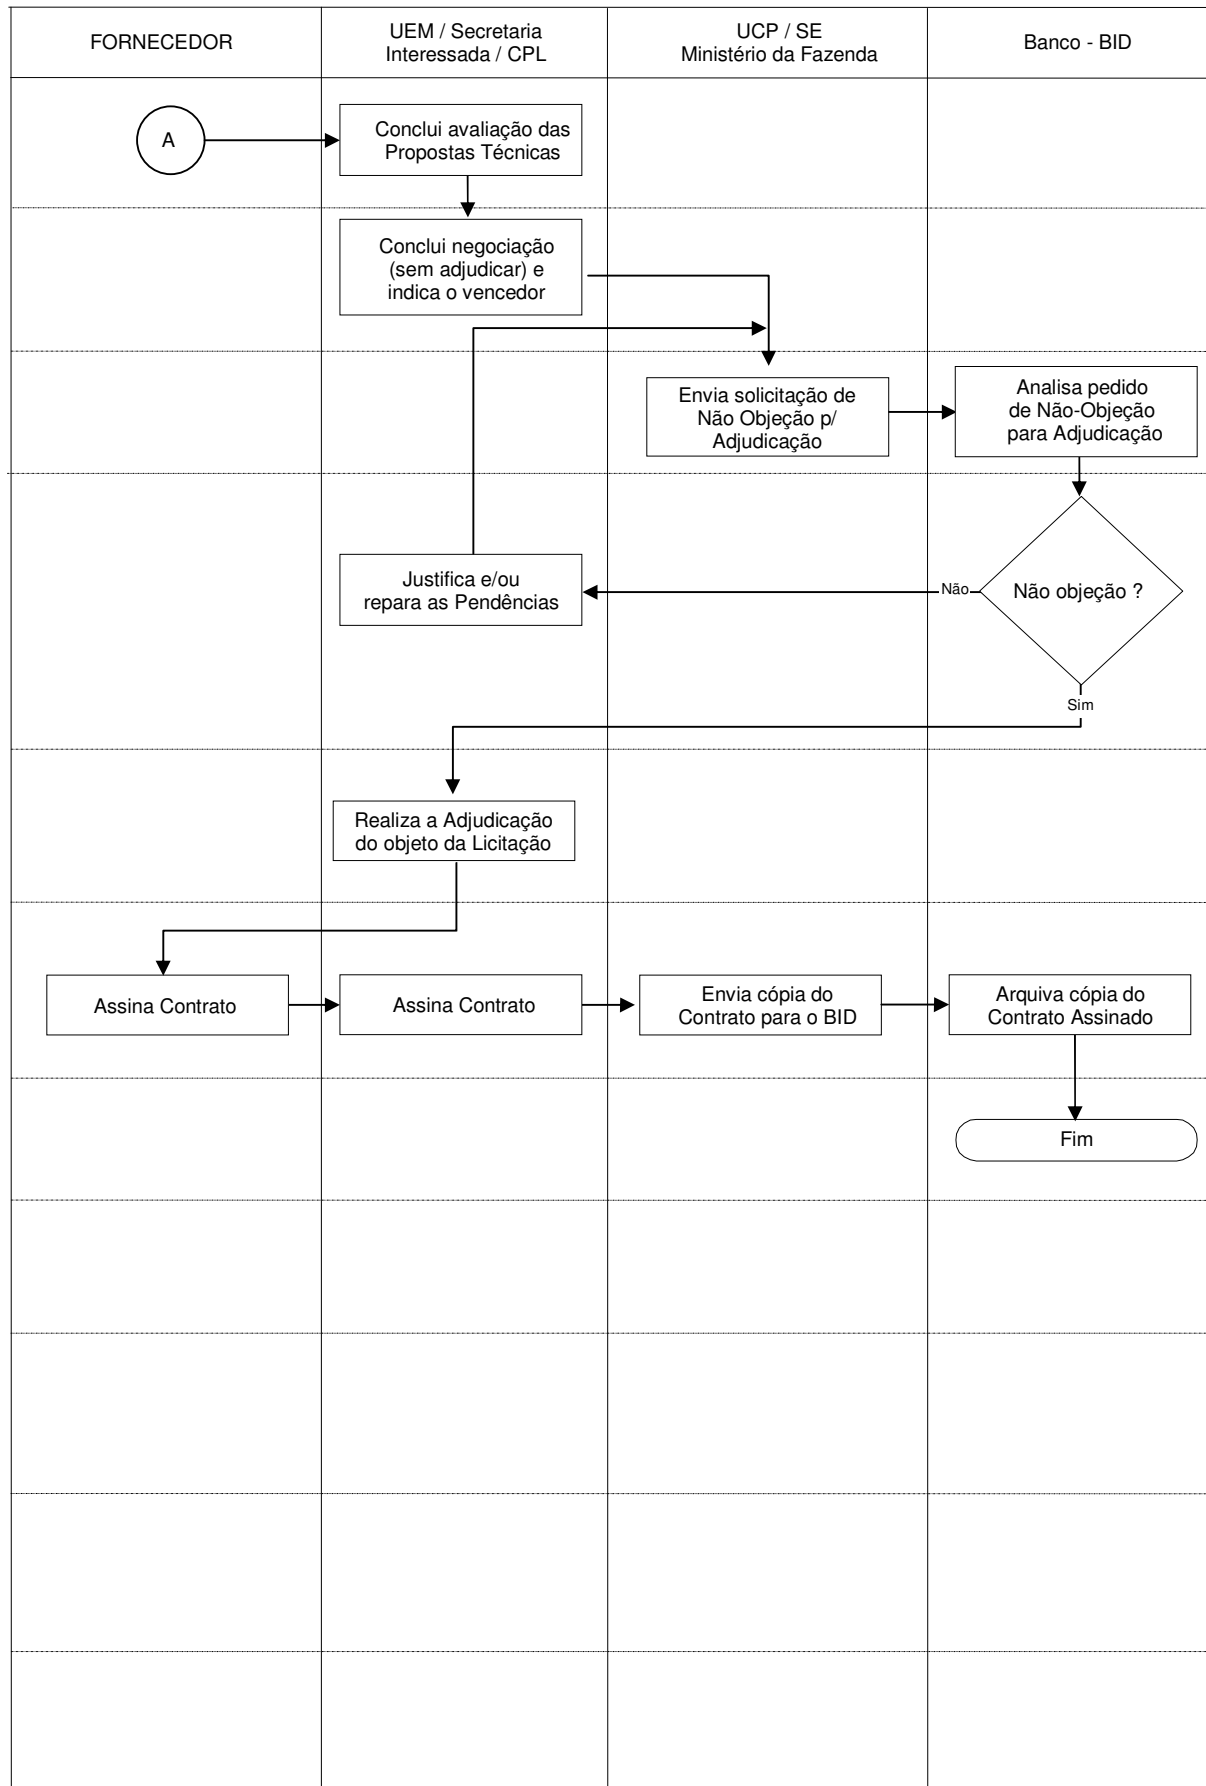 FORNECEDOR
UEM / Secretaria
Interessada / CPL
UCP / SE
Ministério da Fazenda
Banco - BID
A
Conclui avaliação das
Propostas Técnicas
Conclui negociação
(sem adjudicar) e
indica o vencedor
Envia solicitação de
Não Objeção p/
Adjudicação
Analisa pedido
de Não-Objeção
para Adjudicação
Justifica e/ou
repara as Pendências
Não
Não objeção ?
Sim
Realiza a Adjudicação
do objeto da Licitação
Assina Contrato
Assina Contrato
Envia cópia do
Contrato para o BID
Arquiva cópia do
Contrato Assinado
Fim